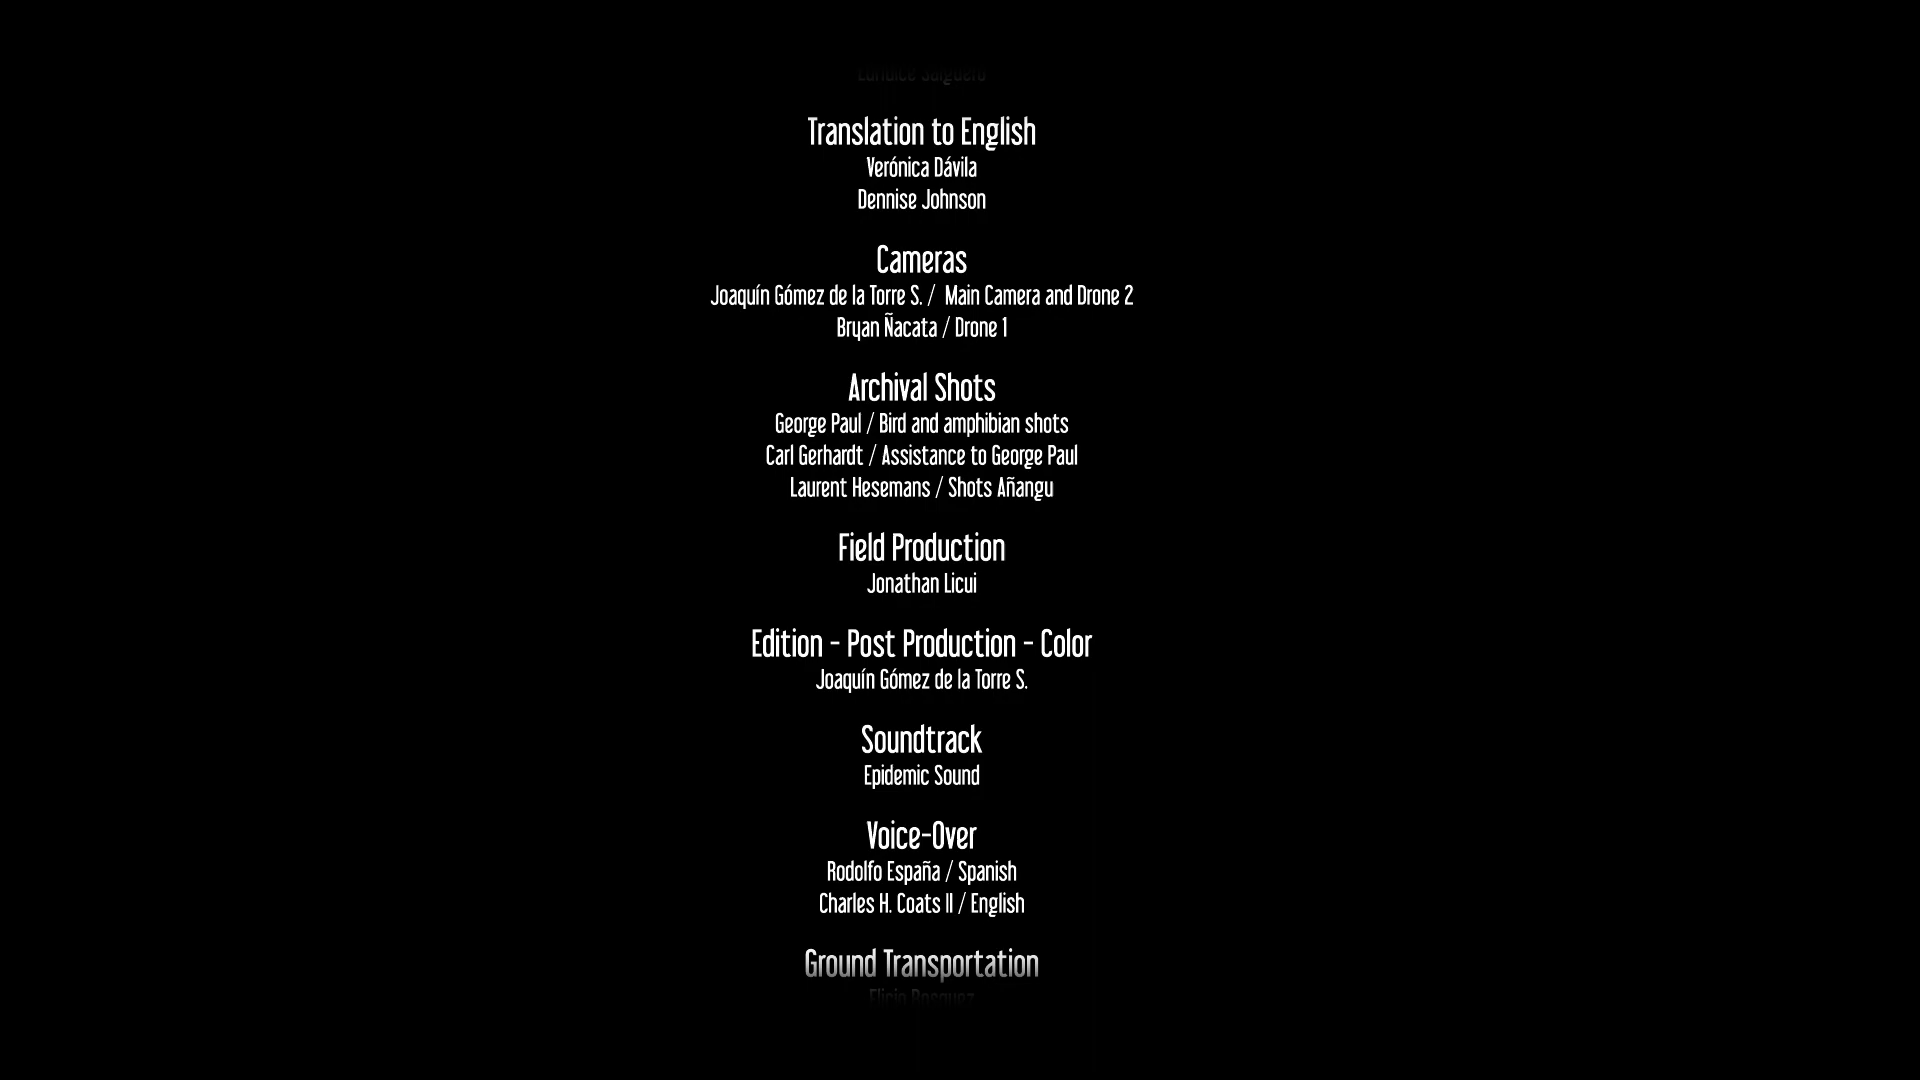 Translation to English
Verónica Dávila
Dennise Johnson
Cameras
Joaquín Gómez de la Torre S. /  Main Camera and Drone 2
Bryan Ñacata / Drone 1
Archival Shots
George Paul / Bird and amphibian shots
Carl Gerhardt / Assistance to George Paul
Laurent Hesemans / Shots Añangu
Field Production
Jonathan Licui
Edition - Post Production - Color
Joaquín Gómez de la Torre S.
Soundtrack
Epidemic Sound
Voice-Over
Rodolfo España / Spanish
Charles H. Coats II / English
Ground Transportation